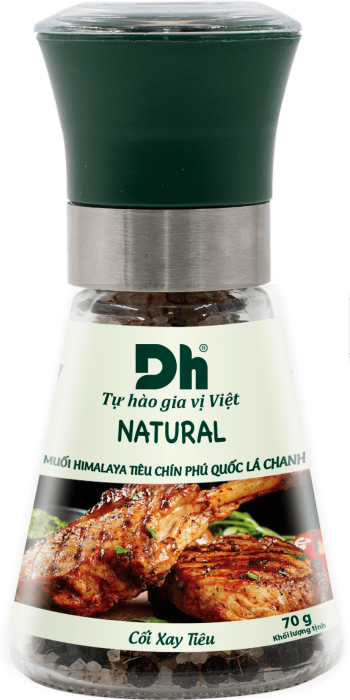 Dh®
Tự hào gia vị Việt
NATURAL
MUỐI HIMALAYA TIÊU CHÍN PHÚ QUỐC LÁ CHANH
70 g
Khối lượng tịnh
Cối Xay Tiêu